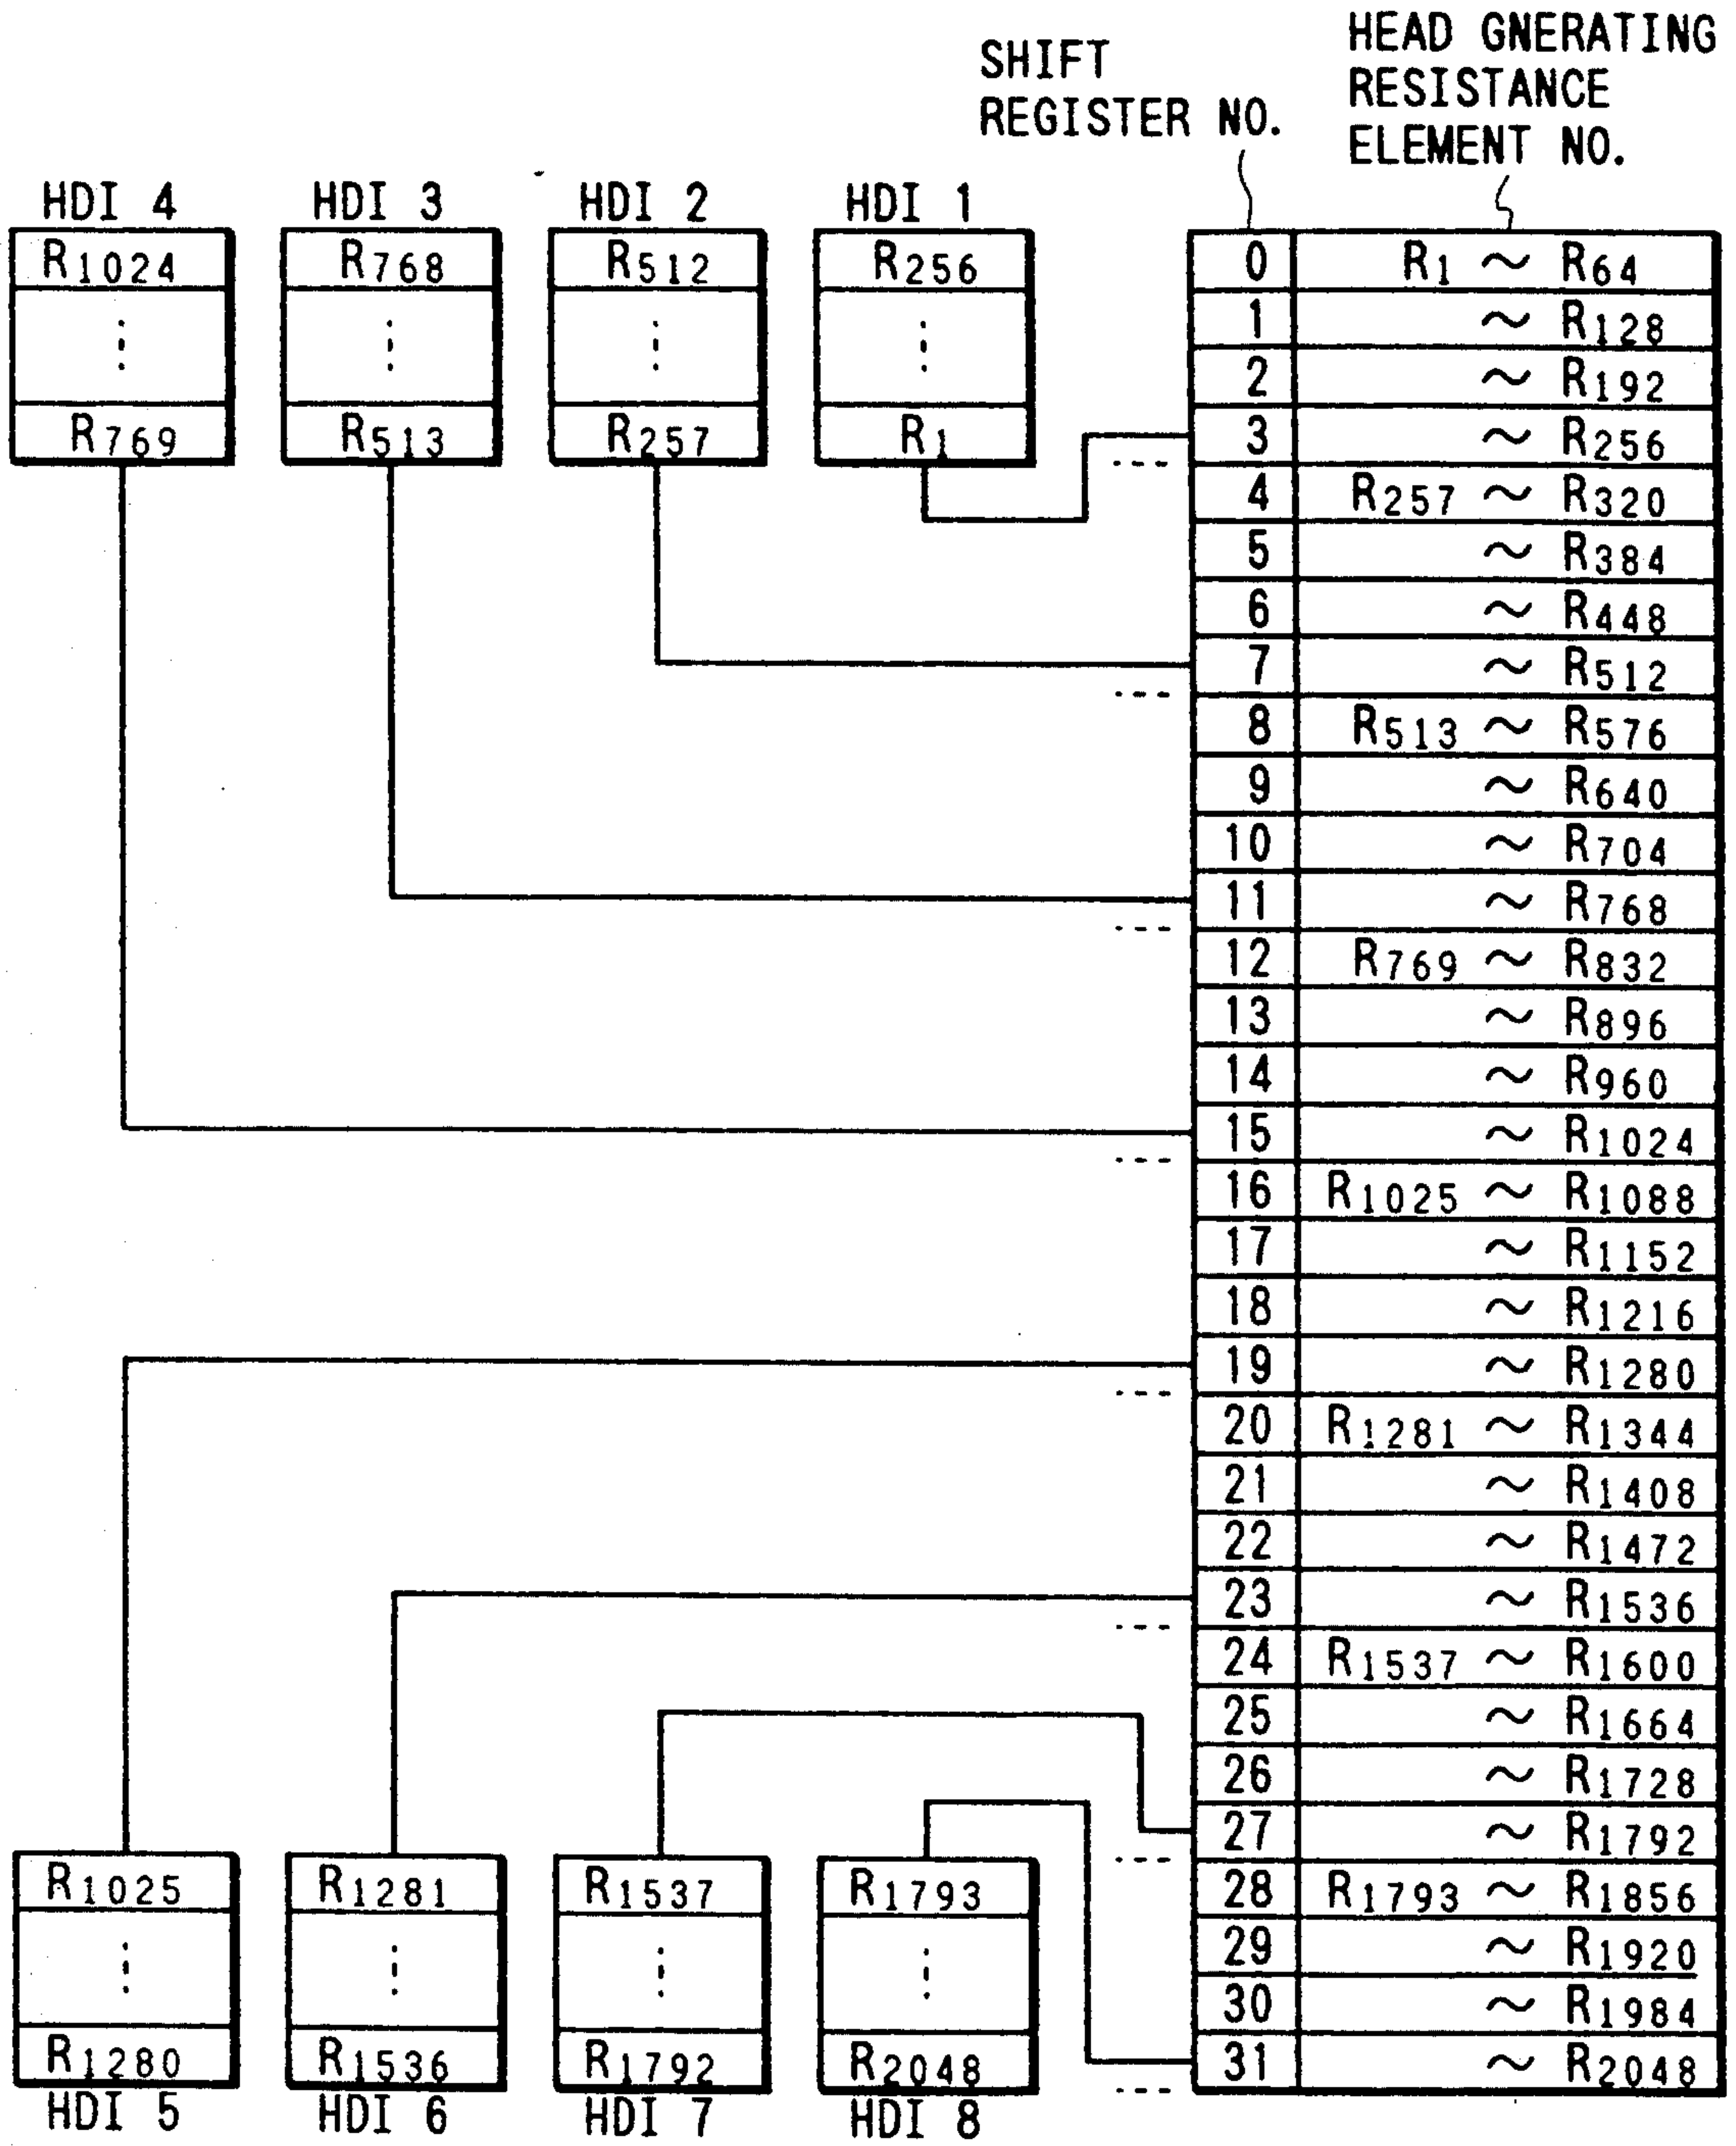 SHIFT
REGISTER NO.
HEAD GNERATING
RESISTANCE
ELEMENT NO.
HDI 4 HDI 3 HDI 2 HDI 1
R1024 R768 R512 R256
R769 R513 R257 R1
0 R1 ~ R64
1 ~ R128
2 ~ R192
3 ~ R256
4 R257 ~ R320
5 ~ R384
6 ~ R448
7 ~ R512
8 R513 ~ R576
9 ~ R640
10 ~ R704
11 ~ R768
12 R769 ~ R832
13 ~ R896
14 ~ R960
15 ~ R1024
16 R1025 ~ R1088
17 ~ R1152
18 ~ R1216
19 ~ R1280
20 R1281 ~ R1344
21 ~ R1408
22 ~ R1472
23 ~ R1536
24 R1537 ~ R1600
25 ~ R1664
26 ~ R1728
27 ~ R1792
28 R1793 ~ R1856
29 ~ R1920
30 ~ R1984
31 ~ R2048
R1025 R1281 R1537 R1793
R1280 R1536 R1792 R2048
HDI 5 HDI 6 HDI 7 HDI 8